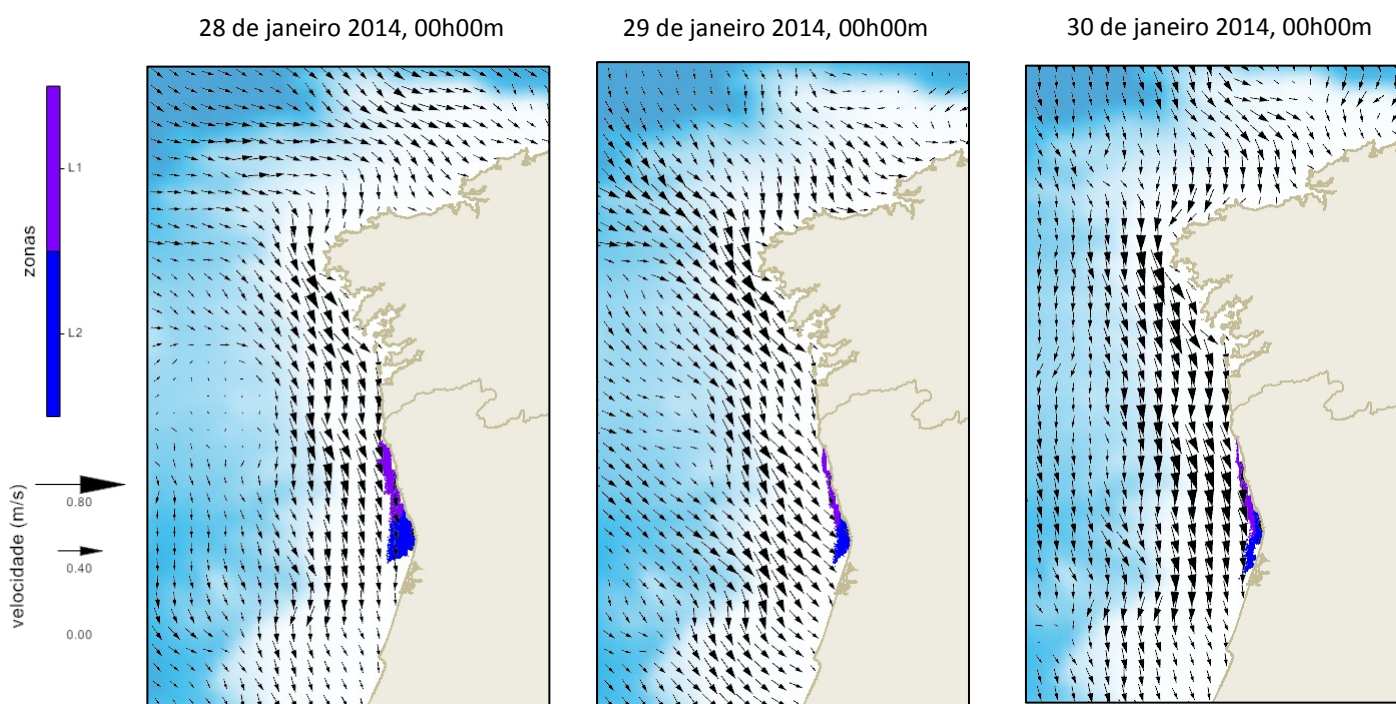 28 de janeiro 2014, 00h00m
29 de janeiro 2014, 00h00m
30 de janeiro 2014, 00h00m
zonas
L1
L2
velocidade (m/s)
0.80
0.40
0.00